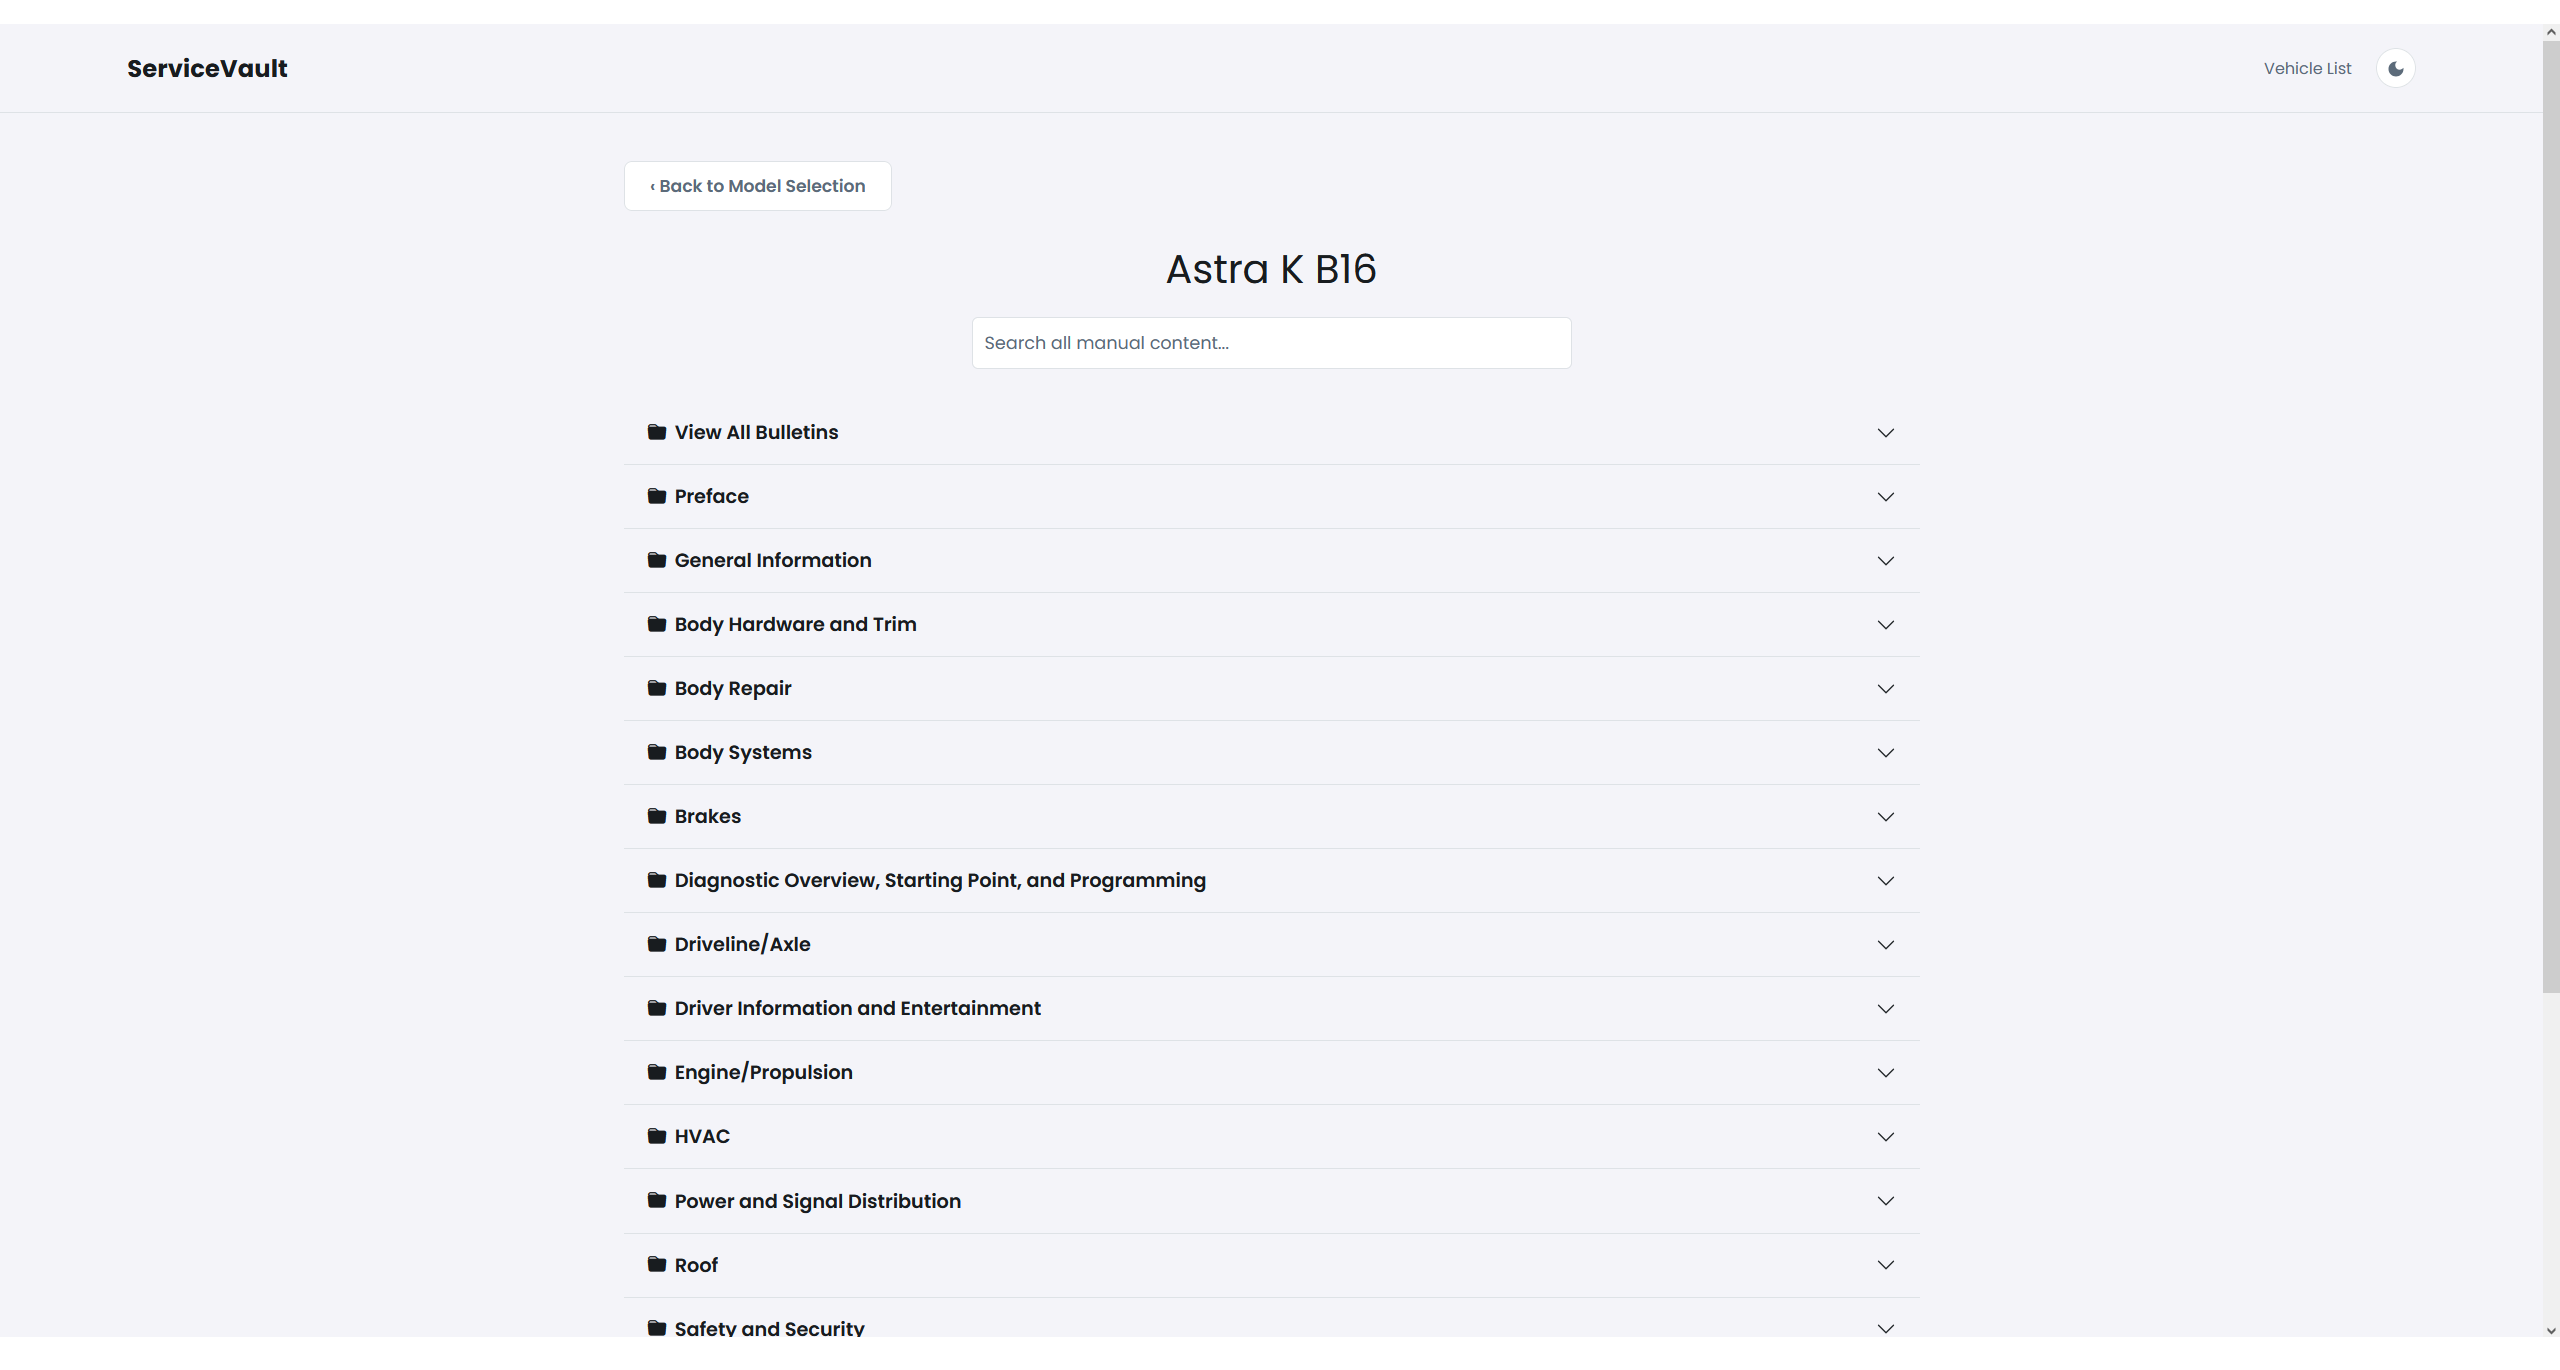 ServiceVault
Vehicle List
‹ Back to Model Selection
Astra K B16
Search all manual content...
View All Bulletins
Preface
General Information
Body Hardware and Trim
Body Repair
Body Systems
Brakes
Diagnostic Overview, Starting Point, and Programming
Driveline/Axle
Driver Information and Entertainment
Engine/Propulsion
HVAC
Power and Signal Distribution
Roof
Safety and Security